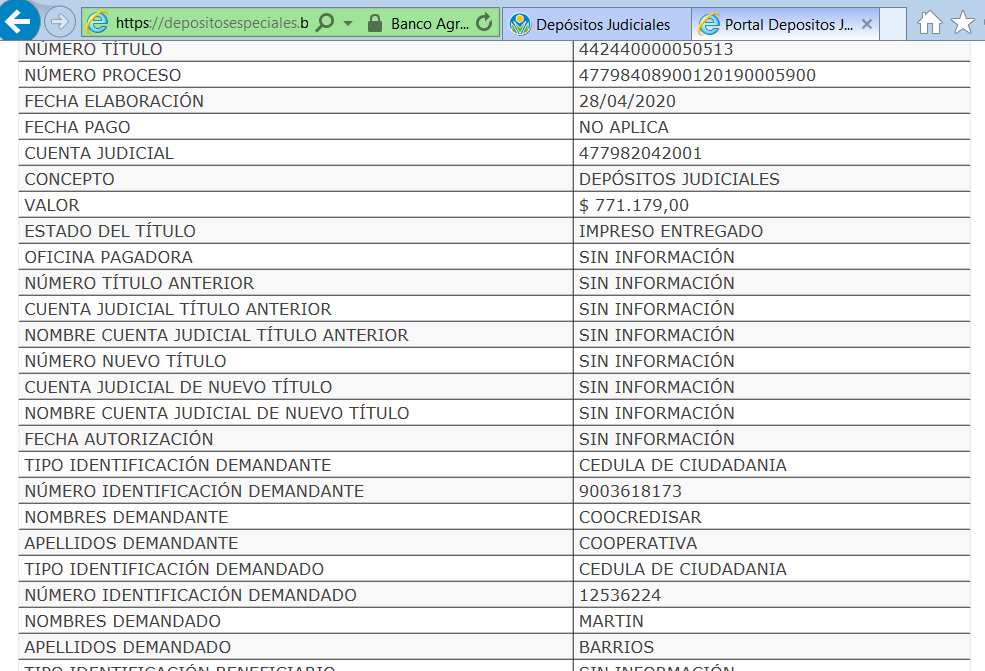 https://depositosespeciales.b
Banco Agr...
Depósitos Judiciales
Portal Depositos J...
NÚMERO TÍTULO 442440000050513
NÚMERO PROCESO 47798408900120190005900
FECHA ELABORACIÓN 28/04/2020
FECHA PAGO NO APLICA
CUENTA JUDICIAL 477982042001
CONCEPTO DEPÓSITOS JUDICIALES
VALOR $ 771.179,00
ESTADO DEL TÍTULO IMPRESO ENTREGADO
OFICINA PAGADORA SIN INFORMACIÓN
NÚMERO TÍTULO ANTERIOR SIN INFORMACIÓN
CUENTA JUDICIAL TÍTULO ANTERIOR SIN INFORMACIÓN
NOMBRE CUENTA JUDICIAL TÍTULO ANTERIOR SIN INFORMACIÓN
NÚMERO NUEVO TÍTULO SIN INFORMACIÓN
CUENTA JUDICIAL DE NUEVO TÍTULO SIN INFORMACIÓN
NOMBRE CUENTA JUDICIAL DE NUEVO TÍTULO SIN INFORMACIÓN
FECHA AUTORIZACIÓN SIN INFORMACIÓN
TIPO IDENTIFICACIÓN DEMANDANTE CEDULA DE CIUDADANIA
NÚMERO IDENTIFICACIÓN DEMANDANTE 9003618173
NOMBRES DEMANDANTE COOCREDISAR
APELLIDOS DEMANDANTE COOPERATIVA
TIPO IDENTIFICACIÓN DEMANDADO CEDULA DE CIUDADANIA
NÚMERO IDENTIFICACIÓN DEMANDADO 12536224
NOMBRES DEMANDADO MARTIN
APELLIDOS DEMANDADO BARRIOS
TIPO IDENTIFICACIÓN BENEFICIARIO SIN INFORMACIÓN